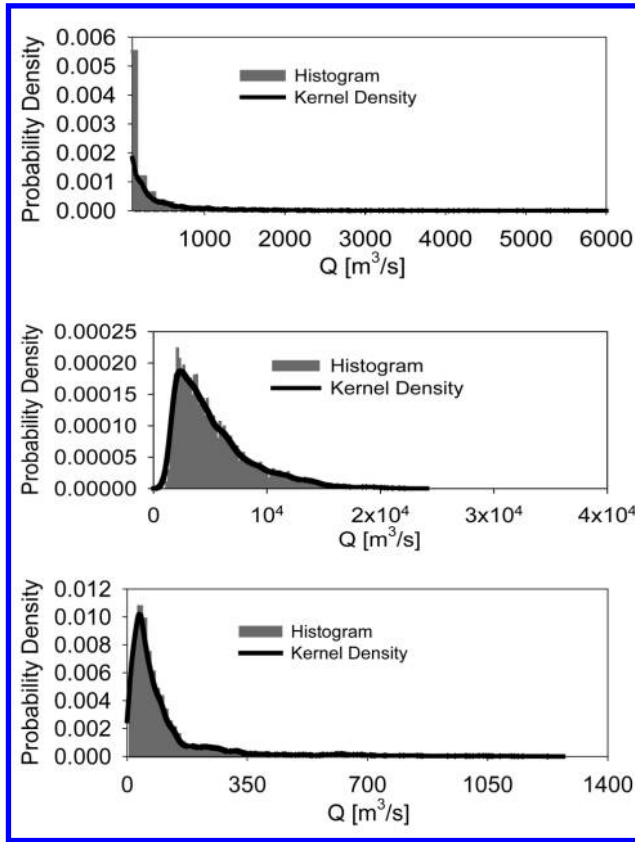 Probability Density
0.006
0.005
0.004
0.003
0.002
0.001
0.000
Histogram
Kernel Density
1000 2000 3000 4000 5000 6000
Q [m³/s]
Probability Density
0.00025
0.00020
0.00015
0.00010
0.00005
0.00000
Histogram
Kernel Density
0 10⁴ 2x10⁴ 3x10⁴ 4x10⁴
Q [m³/s]
Probability Density
0.012
0.010
0.008
0.006
0.004
0.002
0.000
Histogram
Kernel Density
0 350 700 1050 1400
Q [m³/s]